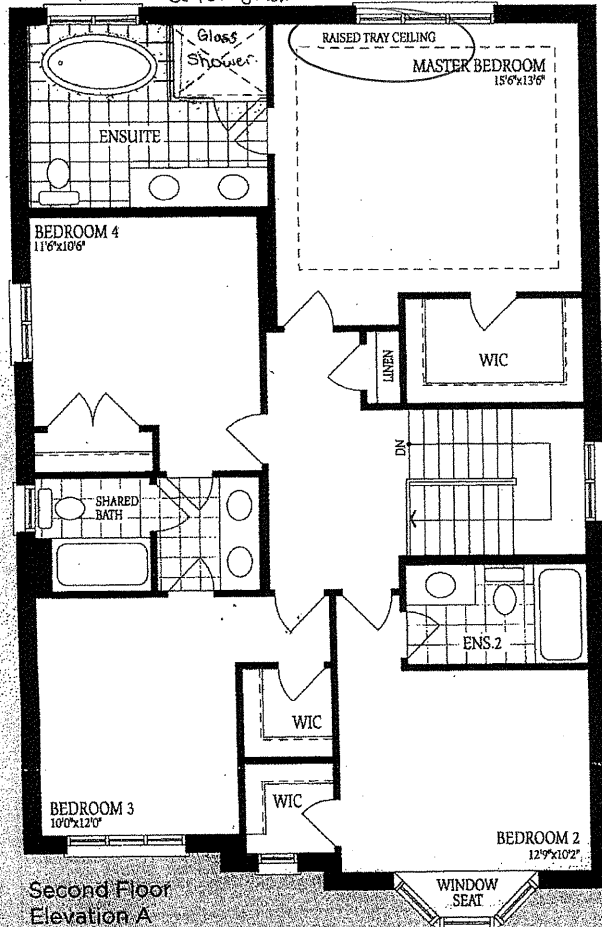 Glass
Shower
RAISED TRAY CEILING
MASTER BEDROOM
15'6"x13'6"
ENSUITE
BEDROOM 4
11'6"x10'6"
LINEN
WIC
DN
SHARED
BATH
ENS.2
WIC
BEDROOM 3
10'0"x12'0"
WIC
BEDROOM 2
12'9"x10'2"
WINDOW
SEAT
Second Floor
Elevation A